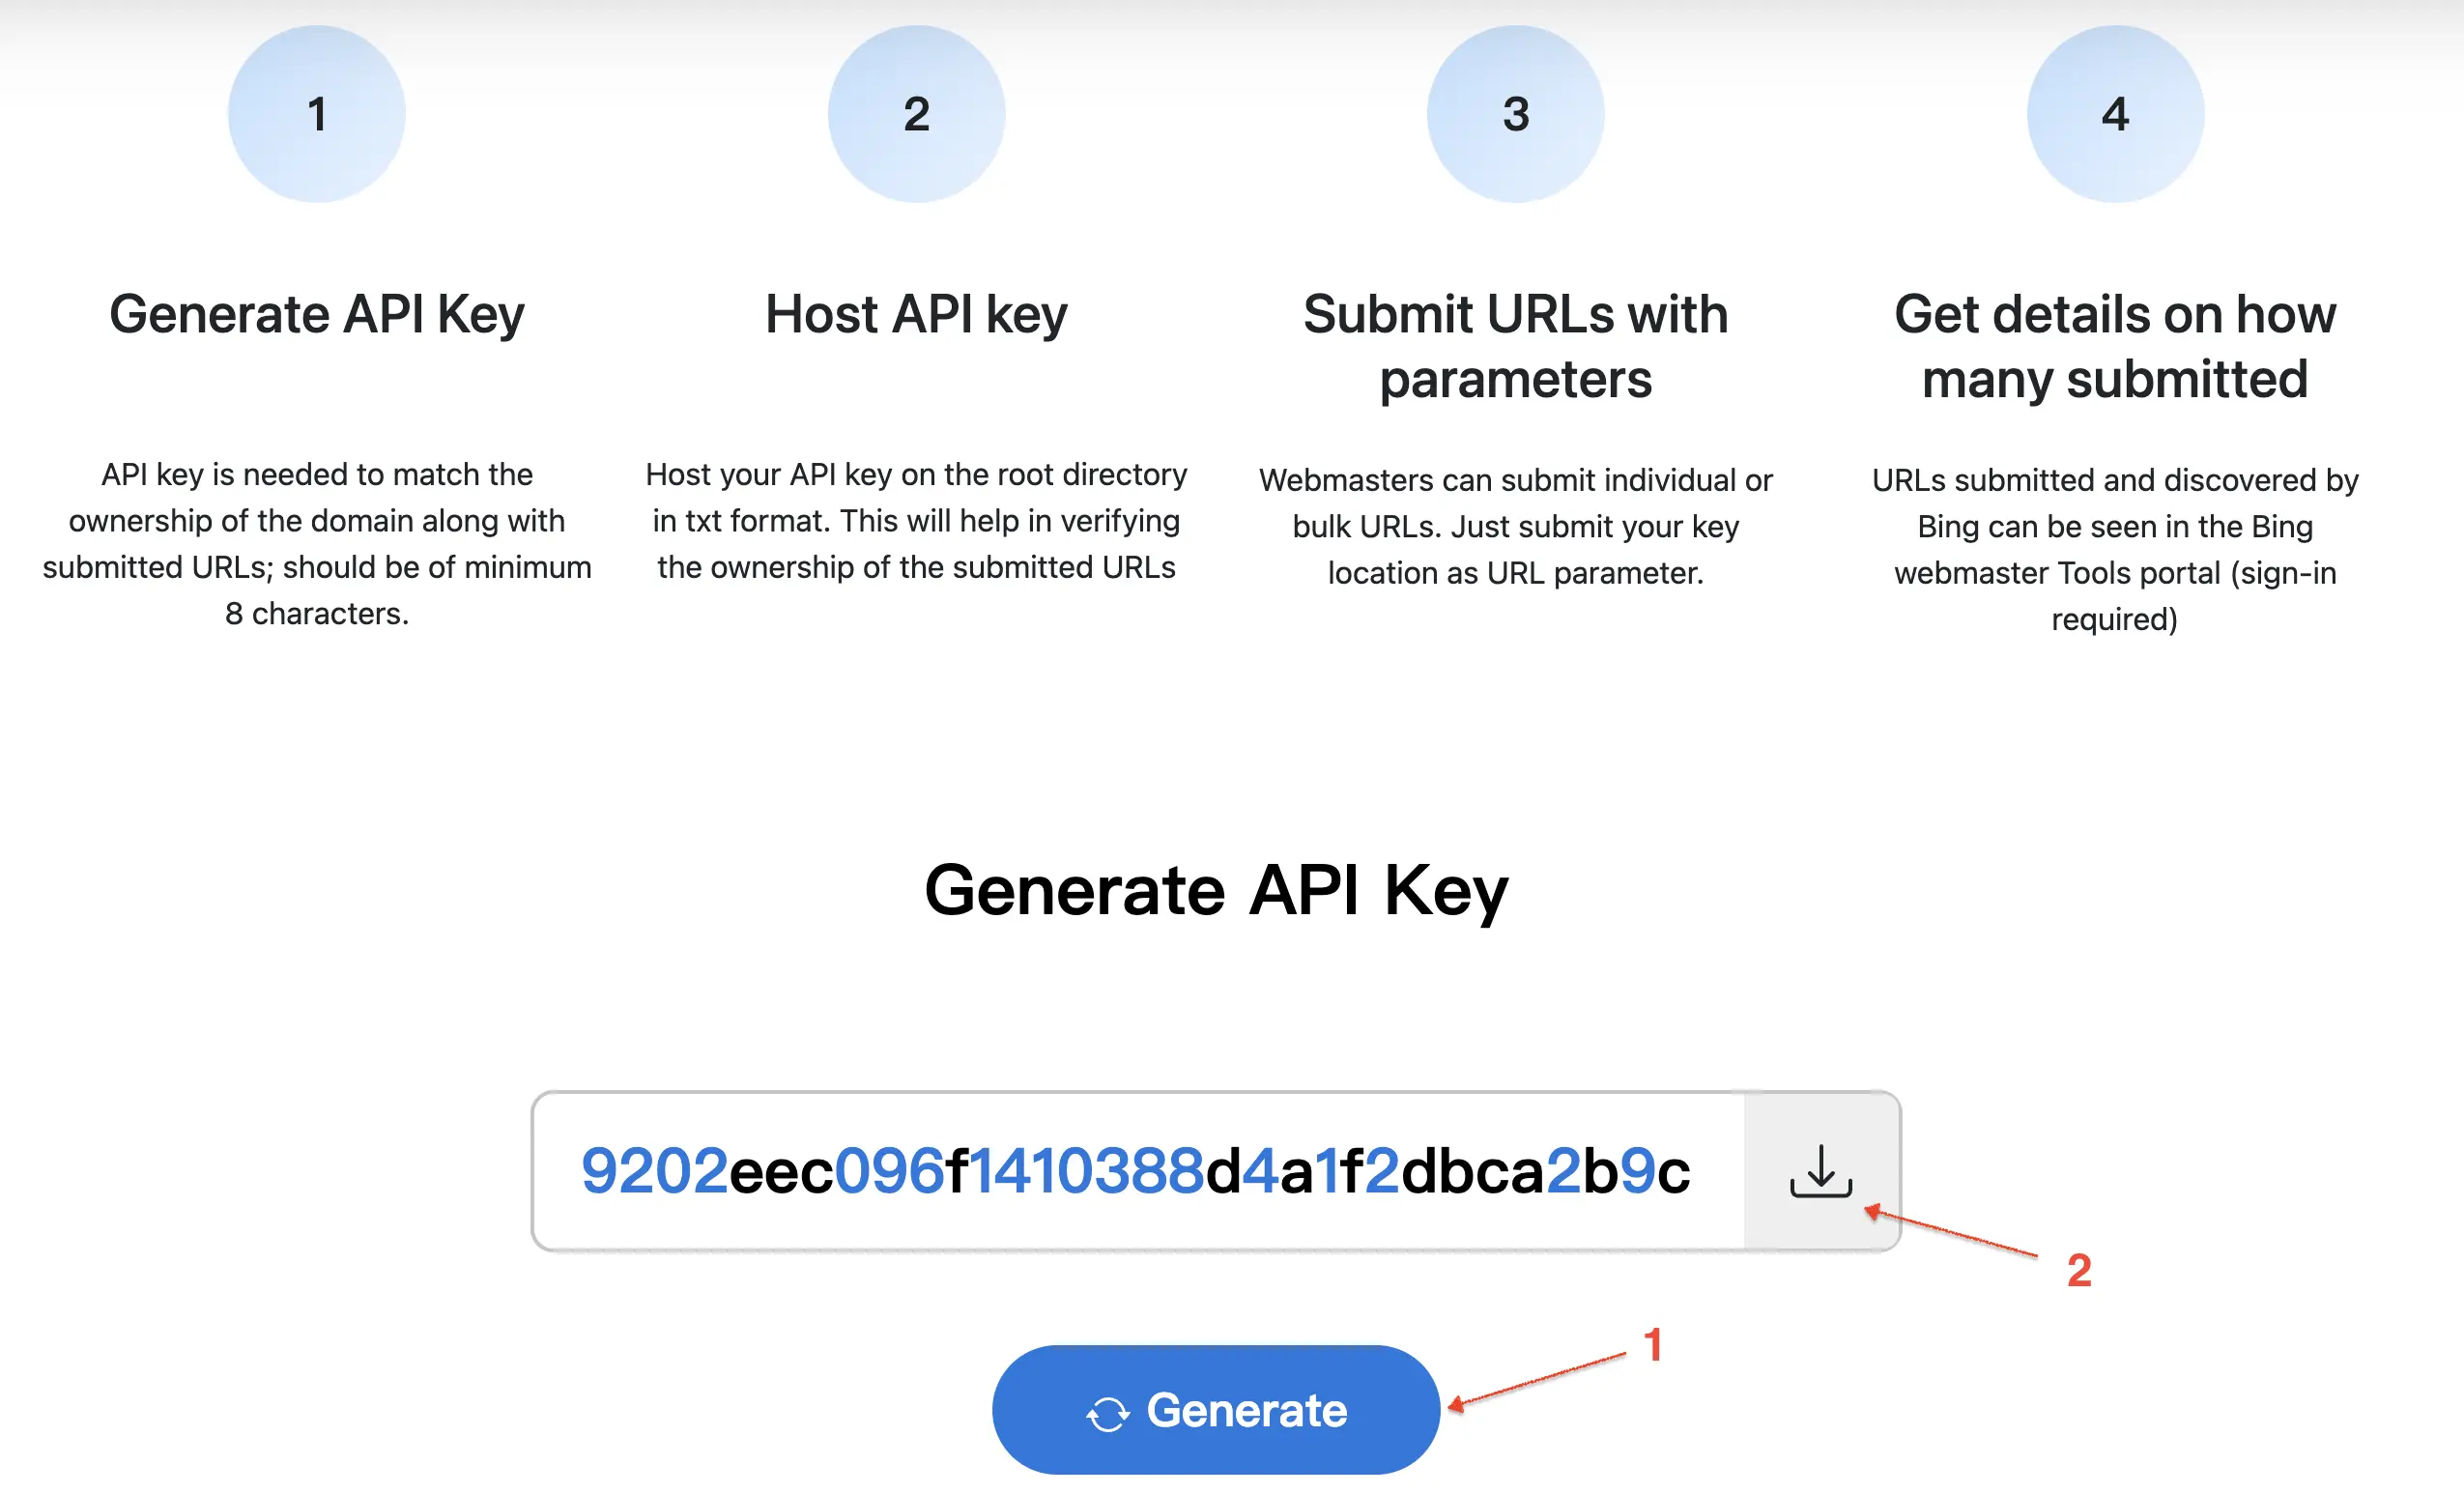 1
2
3
4
Generate API Key
Host API key
Submit URLs with
parameters
Get details on how
many submitted
API key is needed to match the
ownership of the domain along with
submitted URLs; should be of minimum
8 characters.
Host your API key on the root directory
in txt format. This will help in verifying
the ownership of the submitted URLs
Webmasters can submit individual or
bulk URLs. Just submit your key
location as URL parameter.
URLs submitted and discovered by
Bing can be seen in the Bing
webmaster Tools portal (sign-in
required)
Generate API Key
9202eec096f1410388d4a1f2dbca2b9c
2
1
Generate